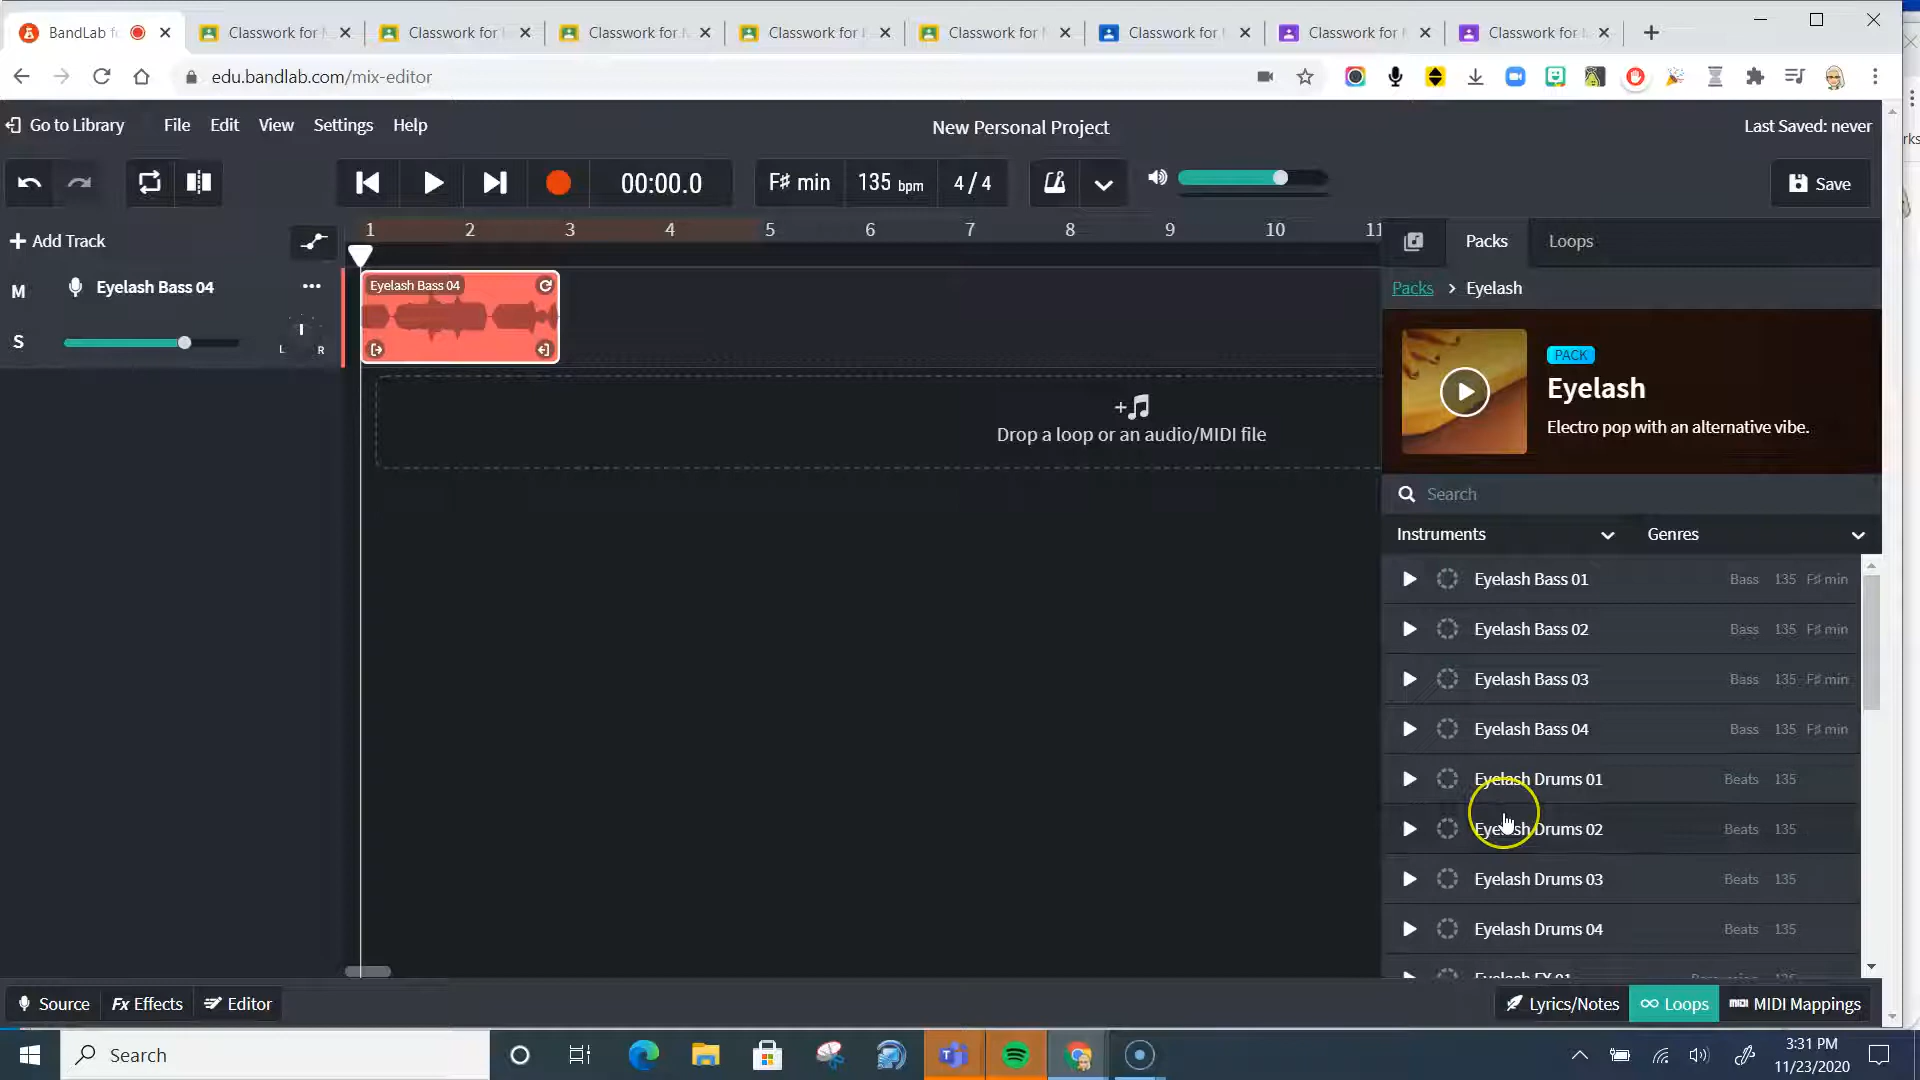 BandLab f
Classwork for
Classwork for
Classwork for
Classwork for
Classwork for
Classwork for
Classwork for
Classwork for
edu.bandlab.com/mix-editor
Go to Library File Edit View Settings Help
New Personal Project
Last Saved: never
00:00.0
F# min
135 bpm
4 / 4
Save
Add Track
1 2 3 4 5 6 7 8 9 10 11
Packs
Loops
M
Eyelash Bass 04
S
L R
Eyelash Bass 04
Drop a loop or an audio/MIDI file
Packs > Eyelash
PACK
Eyelash
Electro pop with an alternative vibe.
Search
Instruments
Genres
Eyelash Bass 01 Bass 135 F# min
Eyelash Bass 02 Bass 135 F# min
Eyelash Bass 03 Bass 135 F# min
Eyelash Bass 04 Bass 135 F# min
Eyelash Drums 01 Beats 135
Eyelash Drums 02 Beats 135
Eyelash Drums 03 Beats 135
Eyelash Drums 04 Beats 135
Source
Fx Effects
Editor
Lyrics/Notes
Loops
MIDI Mappings
Search
3:31 PM
11/23/2020